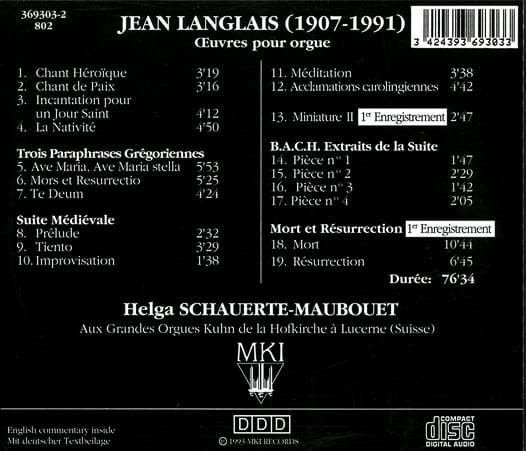 369303-2
802
JEAN LANGLAIS (1907-1991)
Œuvres pour orgue
3 424393 693033
1. Chant Héroïque 3'19
2. Chant de Paix 3'16
3. Incantation pour
un Jour Saint 4'12
4. La Nativité 4'50
Trois Paraphrases Grégoriennes
5. Ave Maria, Ave Maria stella 5'53
6. Mors et Resurrectio 5'25
7. Te Deum 4'24
Suite Médiévale
8. Prélude 2'32
9. Tiento 3'29
10. Improvisation 1'38
11. Méditation 3'38
12. Acclamations carolingiennes 4'42
13. Miniature II 1er Enregistrement 2'47
B.A.C.H. Extraits de la Suite
14. Pièce n° 1 1'47
15. Pièce n° 2 2'29
16. Pièce n° 3 1'42
17. Pièce n° 4 2'05
Mort et Résurrection 1er Enregistrement
18. Mort 10'44
19. Résurrection 6'45
Durée: 76'34
Helga SCHAUERTE-MAUBOUET
Aux Grandes Orgues Kuhn de la Hofkirche à Lucerne (Suisse)
MKI
English commentary inside
Mit deutscher Textbeilage
DDD
© 1993 MKI RECORDS
COMPACT
disc
DIGITAL AUDIO